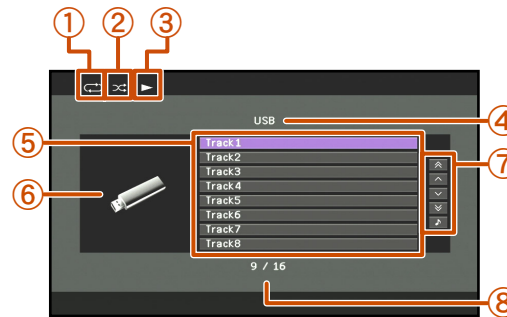 ① ② ③
USB ④
⑤ Track1
Track2
Track3 ⑦
Track4
⑥ Track5
Track6
Track7
Track8
9 / 16
⑧